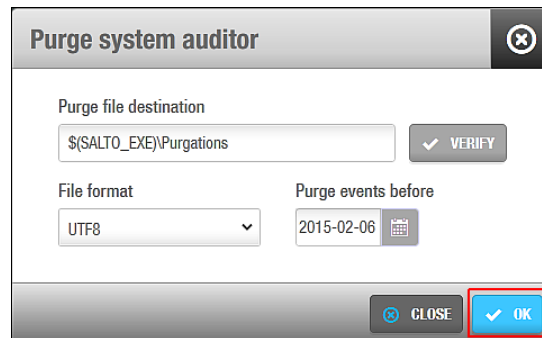 Purge system auditor
Purge file destination
$(SALTO_EXE)\Purgations
VERIFY
File format
Purge events before
UTF8
2015-02-06
CLOSE
OK